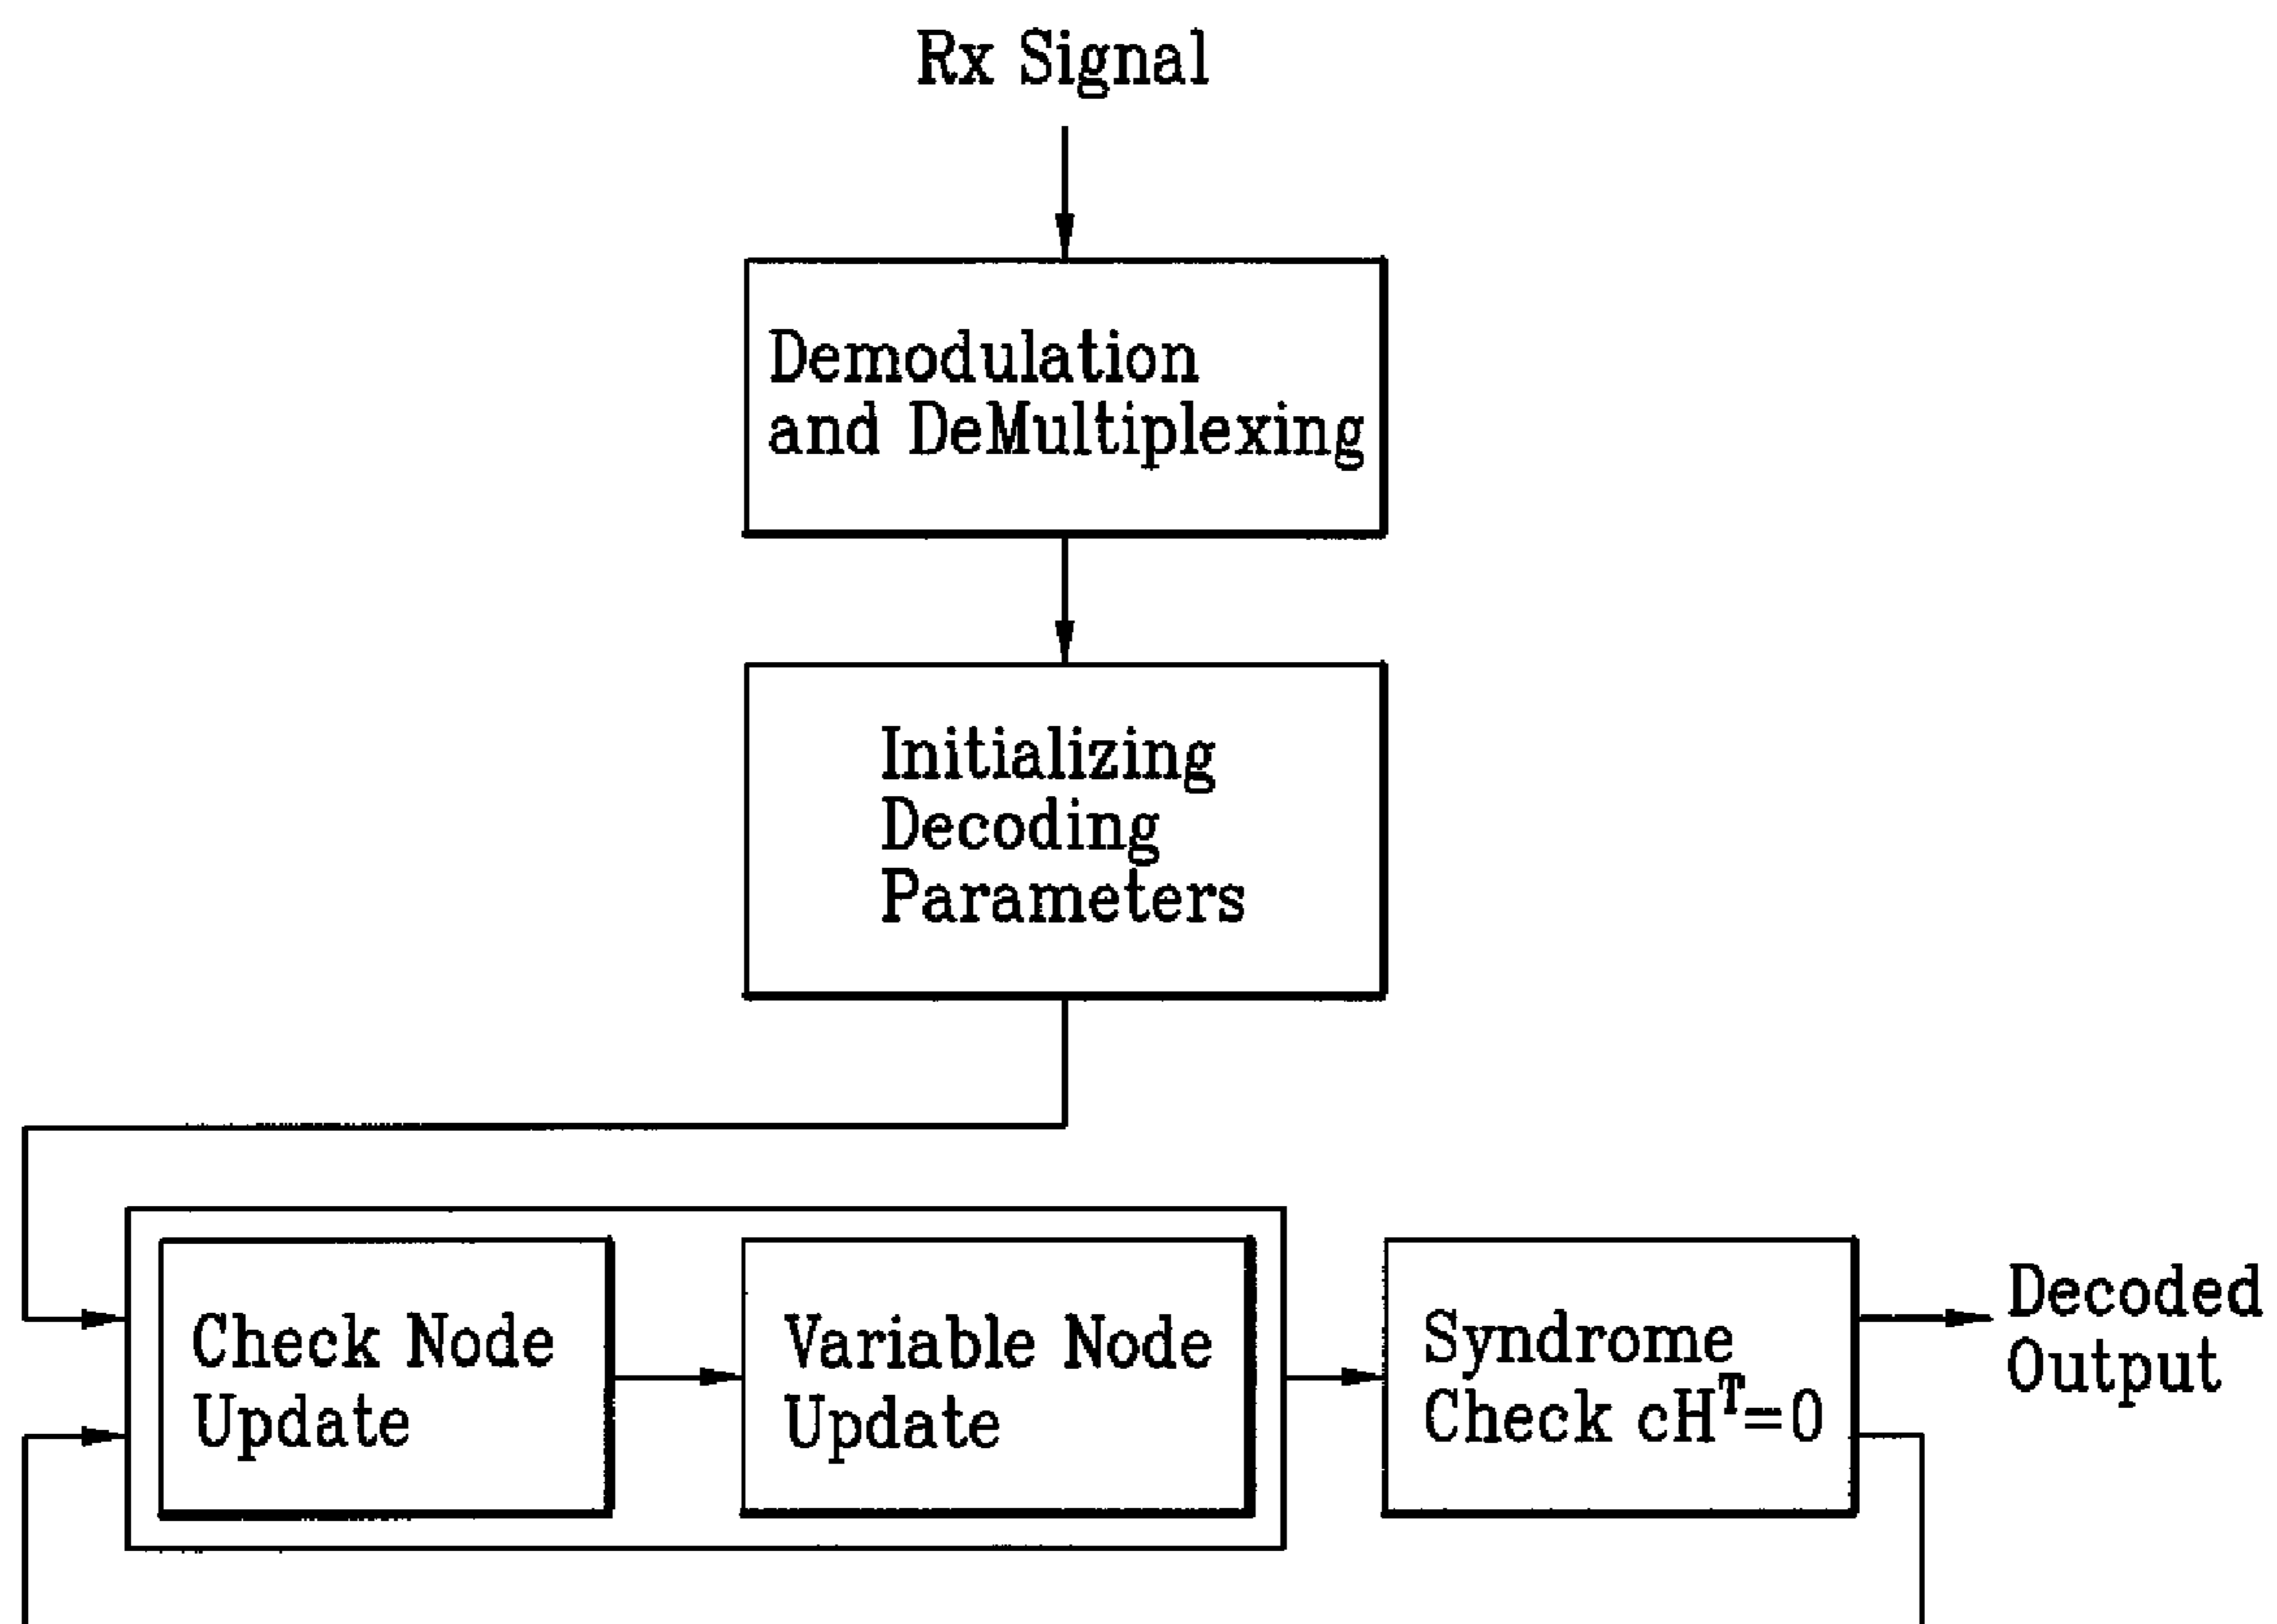 Rx Signal
Demodulation
and DeMultiplexing
Initializing
Decoding
Parameters
Check Node
Update
Variable Node
Update
Syndrome
Check cHᵀ=0
Decoded
Output